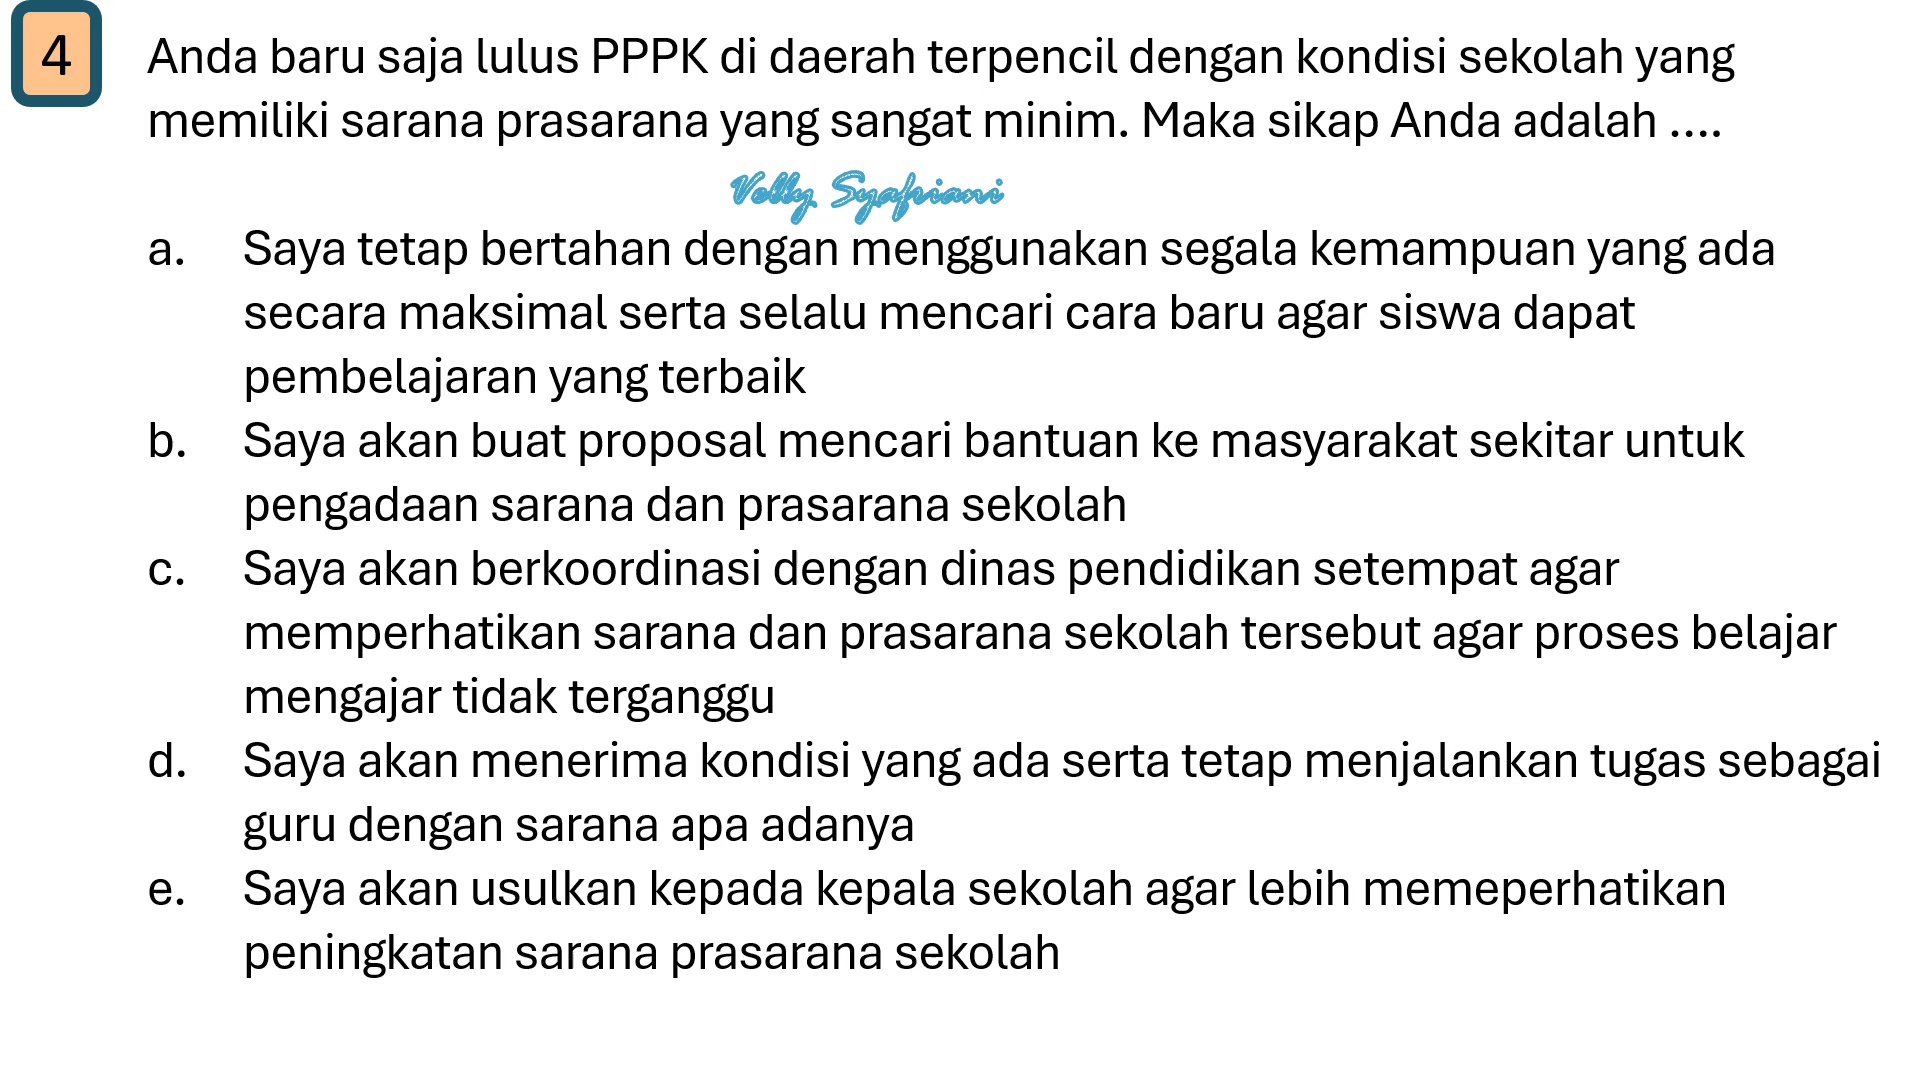 4
Anda baru saja lulus PPPK di daerah terpencil dengan kondisi sekolah yang
memiliki sarana prasarana yang sangat minim. Maka sikap Anda adalah ....
Velly Syafriani
a. Saya tetap bertahan dengan menggunakan segala kemampuan yang ada
secara maksimal serta selalu mencari cara baru agar siswa dapat
pembelajaran yang terbaik
b. Saya akan buat proposal mencari bantuan ke masyarakat sekitar untuk
pengadaan sarana dan prasarana sekolah
c. Saya akan berkoordinasi dengan dinas pendidikan setempat agar
memperhatikan sarana dan prasarana sekolah tersebut agar proses belajar
mengajar tidak terganggu
d. Saya akan menerima kondisi yang ada serta tetap menjalankan tugas sebagai
guru dengan sarana apa adanya
e. Saya akan usulkan kepada kepala sekolah agar lebih memeperhatikan
peningkatan sarana prasarana sekolah